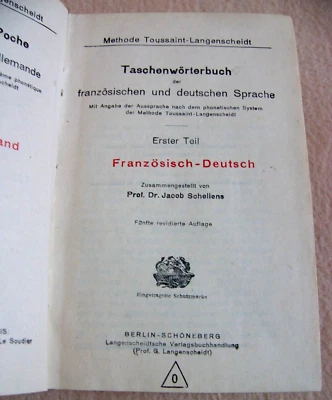 Poche
llemande
and
Le Soudier
Methode Toussaint-Langenscheidt
Taschenwörterbuch
der
französischen und deutschen Sprache
Mit Angabe der Aussprache nach dem phonetischen System
der Methode Toussaint-Langenscheidt
Erster Teil
Französisch-Deutsch
Zusammengestellt von
Prof. Dr. Jacob Schellens
Fünfte revidierte Auflage
Eingetragene Schutzmarke
BERLIN-SCHÖNEBERG
Langenscheidtsche Verlagsbuchhandlung
(Prof. G. Langenscheidt)
0